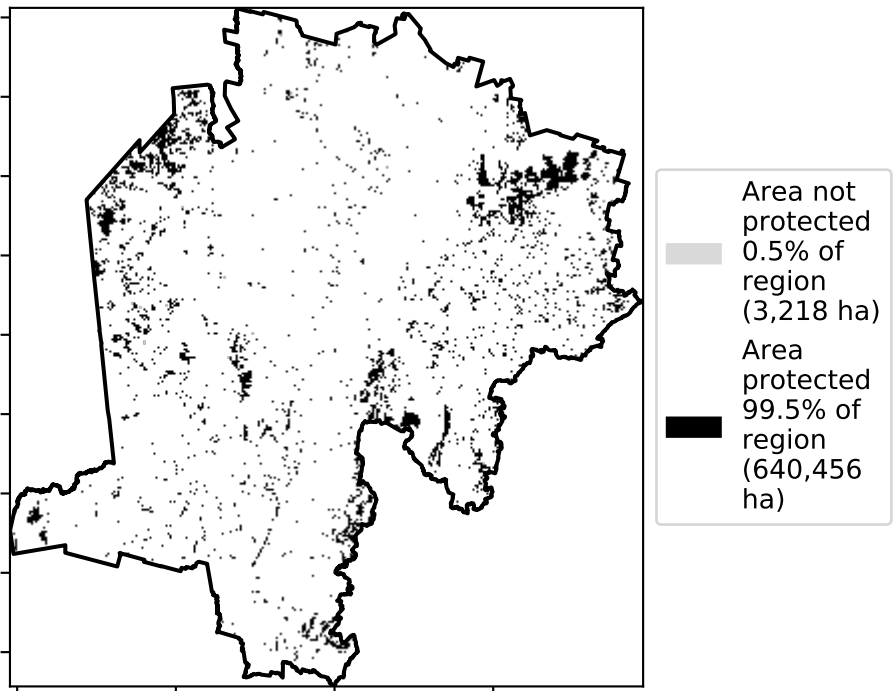 Area not
protected
0.5% of
region
(3,218 ha)
Area
protected
99.5% of
region
(640,456
ha)